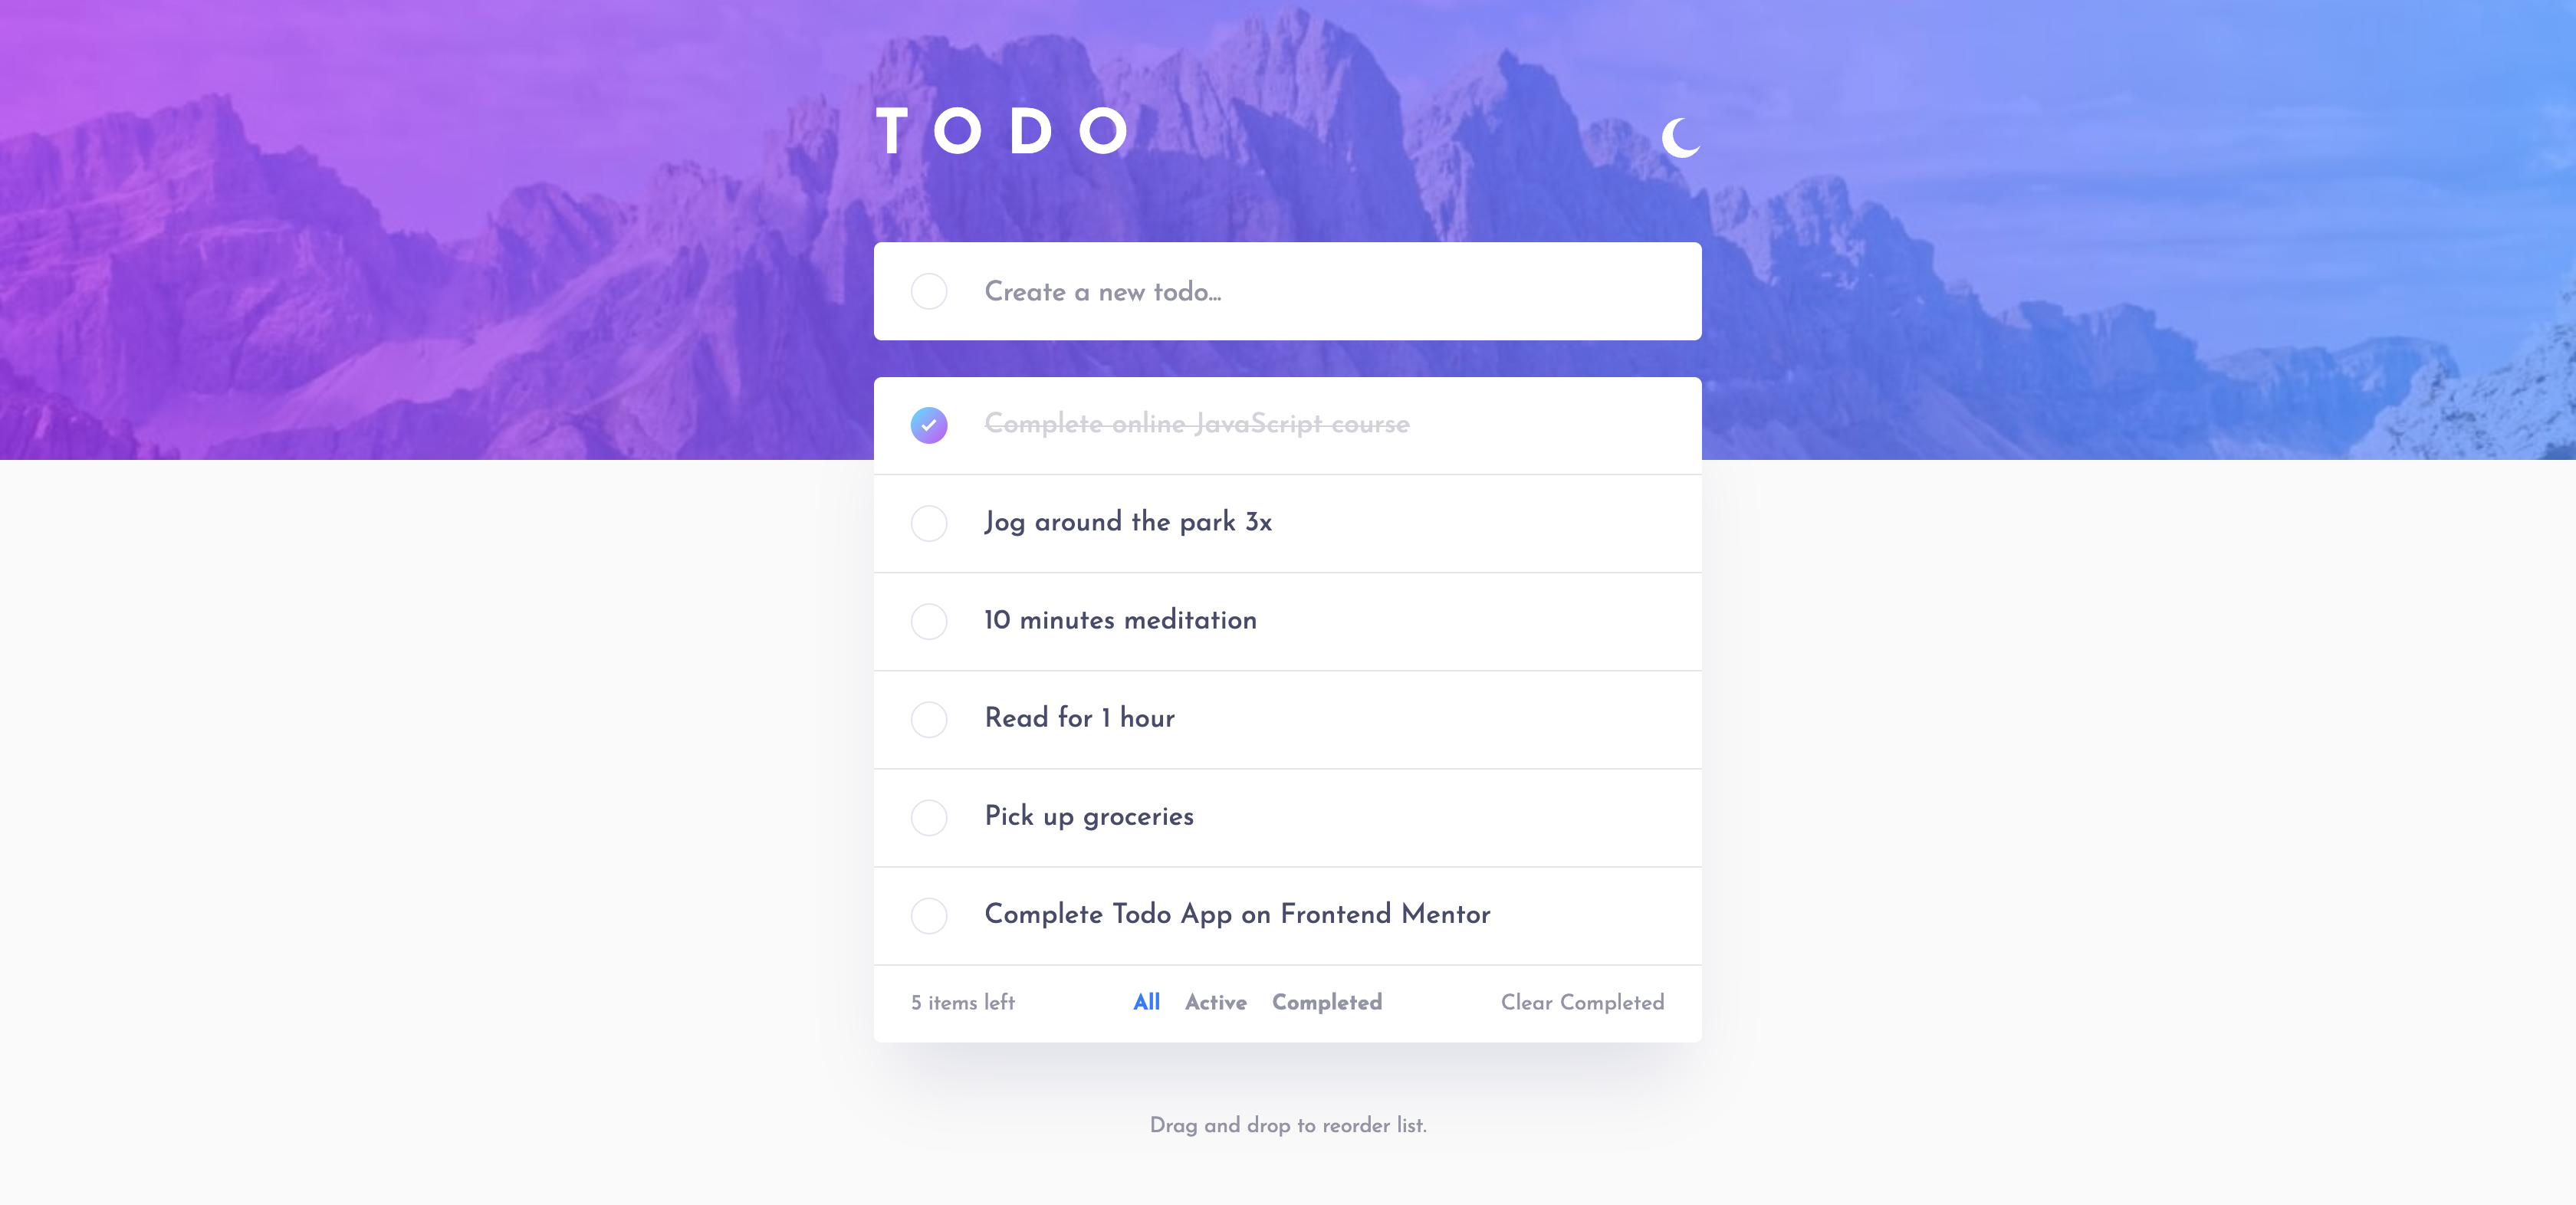 TODO
Create a new todo...
Complete online JavaScript course
Jog around the park 3x
10 minutes meditation
Read for 1 hour
Pick up groceries
Complete Todo App on Frontend Mentor
5 items left All Active Completed Clear Completed
Drag and drop to reorder list.